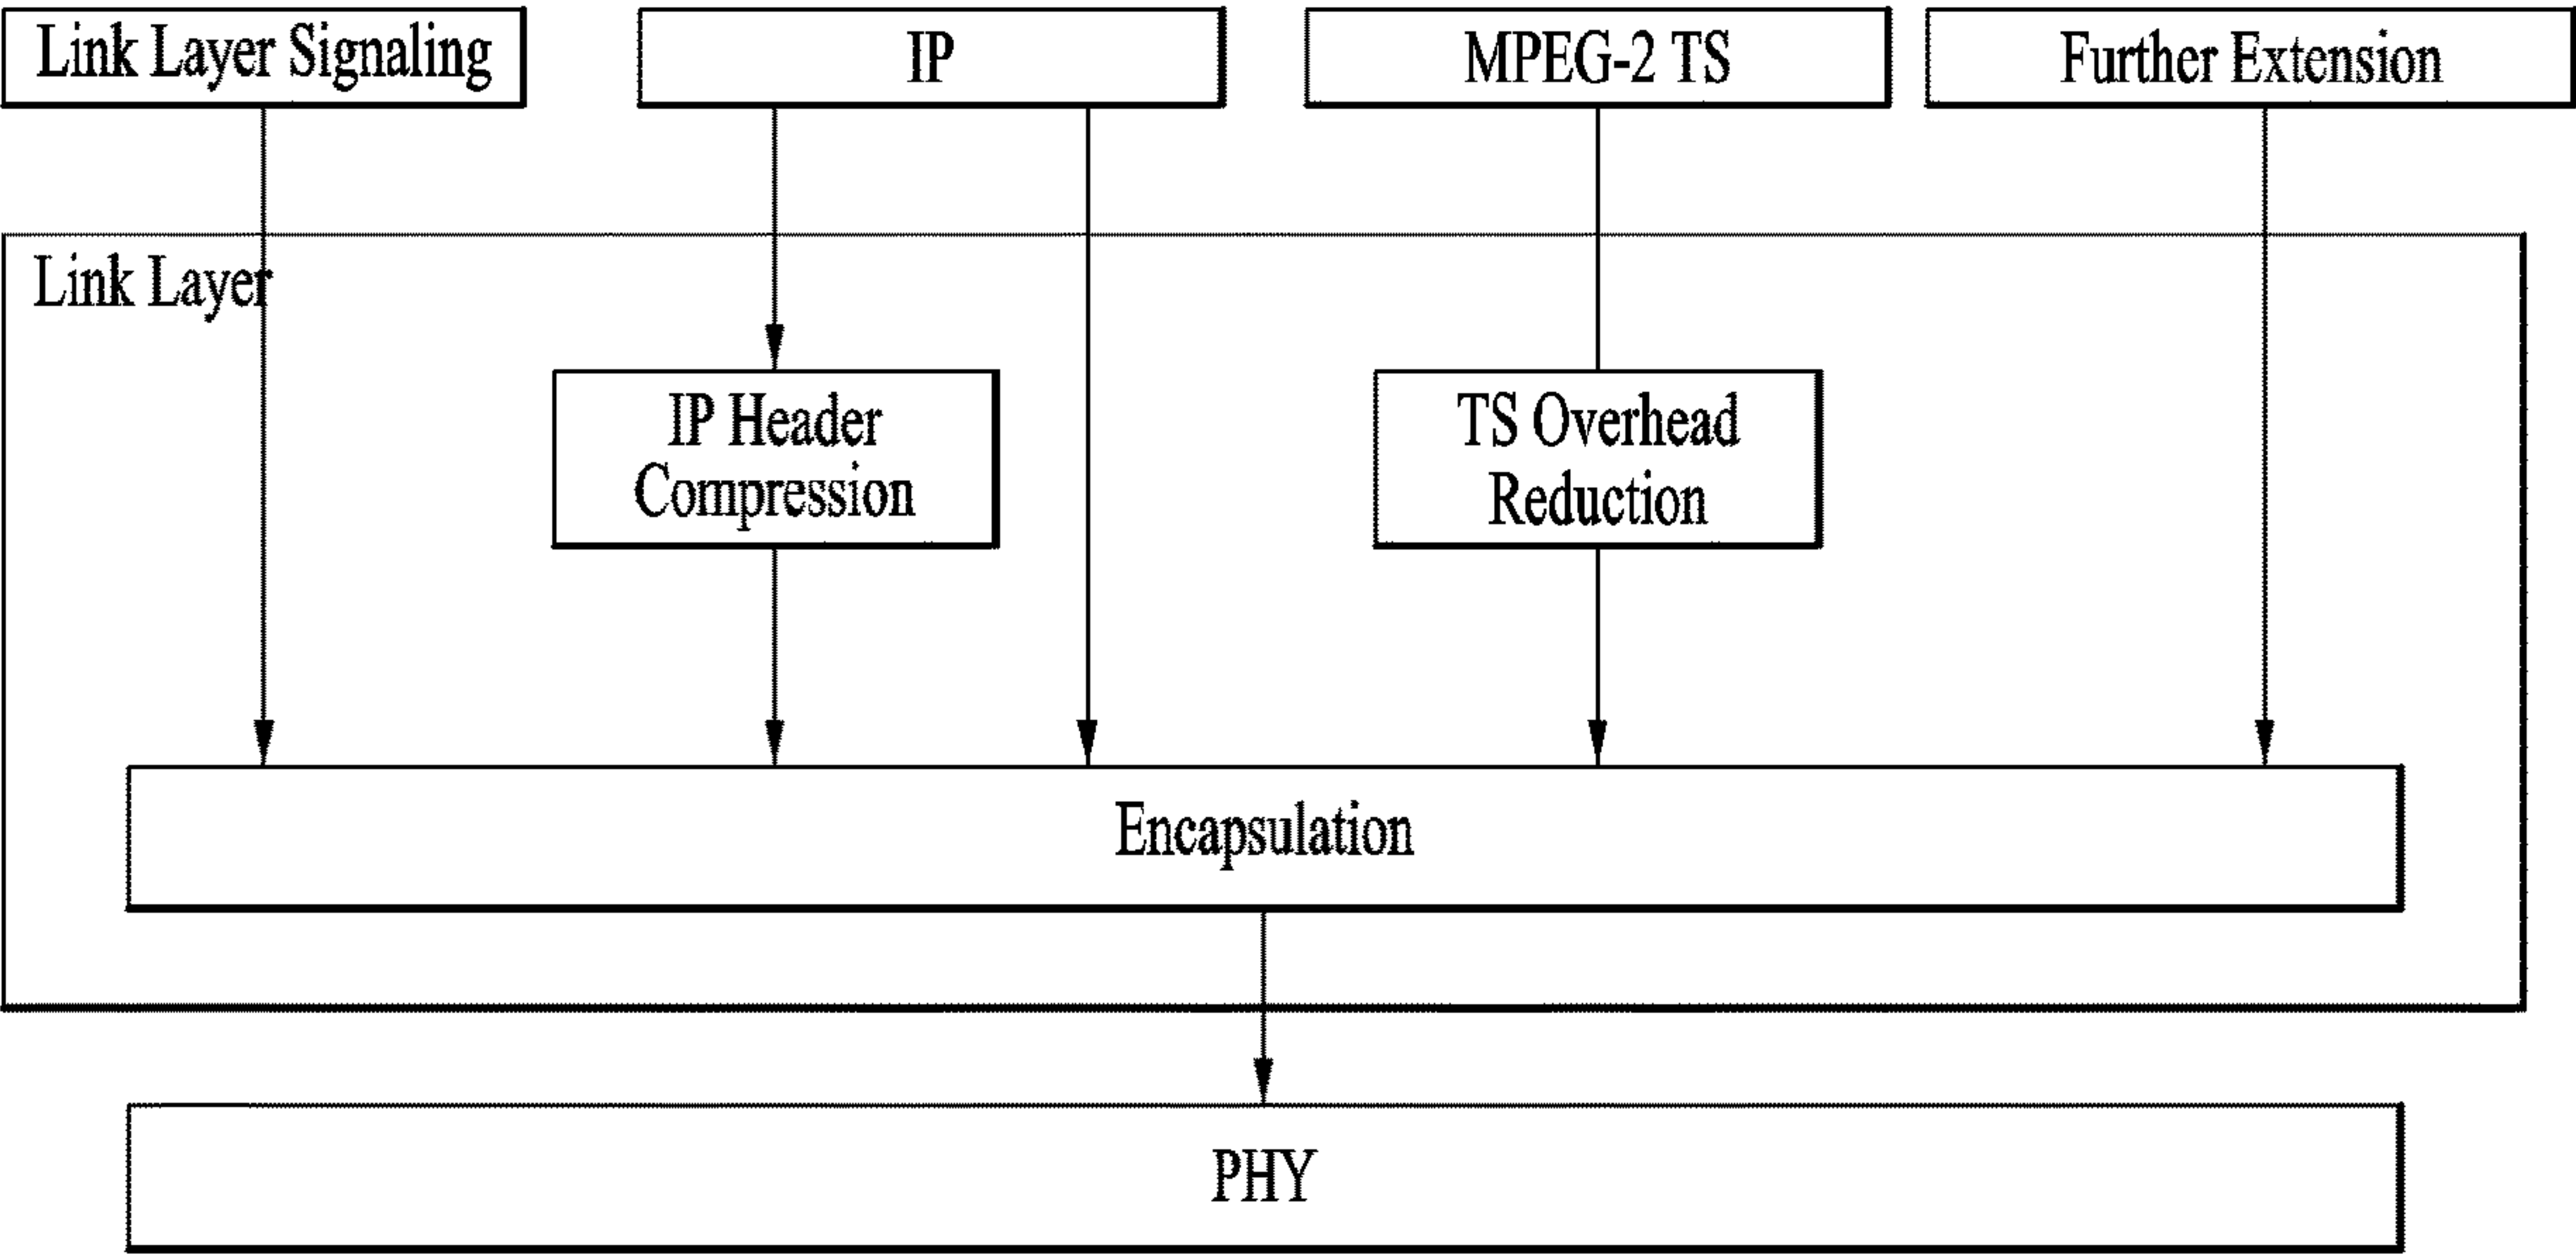 Link Layer Signaling
IP
MPEG-2 TS
Further Extension
Link Layer
IP Header
Compression
TS Overhead
Reduction
Encapsulation
PHY